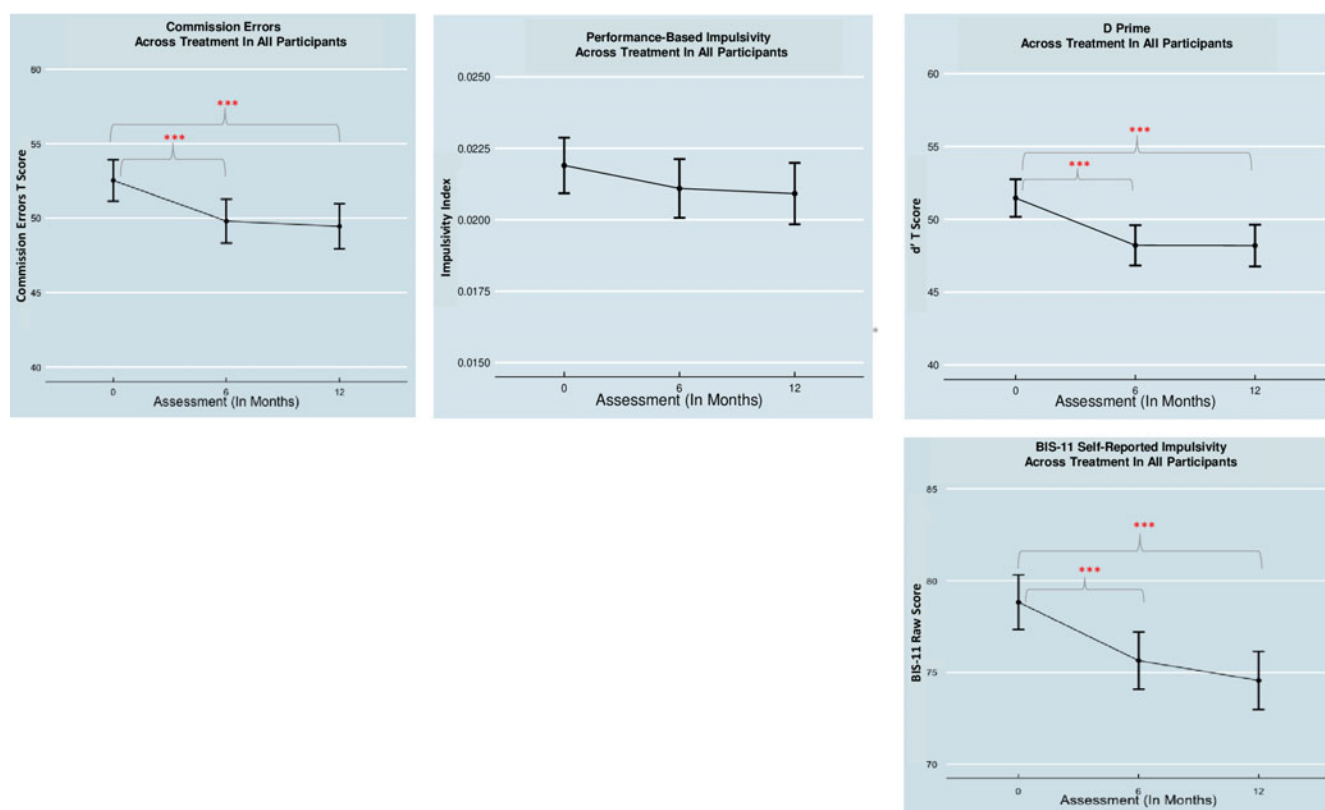 Commission Errors
Across Treatment In All Participants
60
55
50
45
40
Commission Errors T Score
***
***
0
6
12
Assessment (In Months)
Performance-Based Impulsivity
Across Treatment In All Participants
0.0250
0.0225
0.0200
0.0175
0.0150
Impulsivity Index
0
6
12
Assessment (In Months)
*
D Prime
Across Treatment In All Participants
60
55
50
45
40
d' T Score
***
***
0
6
12
Assessment (In Months)
BIS-11 Self-Reported Impulsivity
Across Treatment In All Participants
85
80
75
70
BIS-11 Raw Score
***
***
0
6
12
Assessment (In Months)